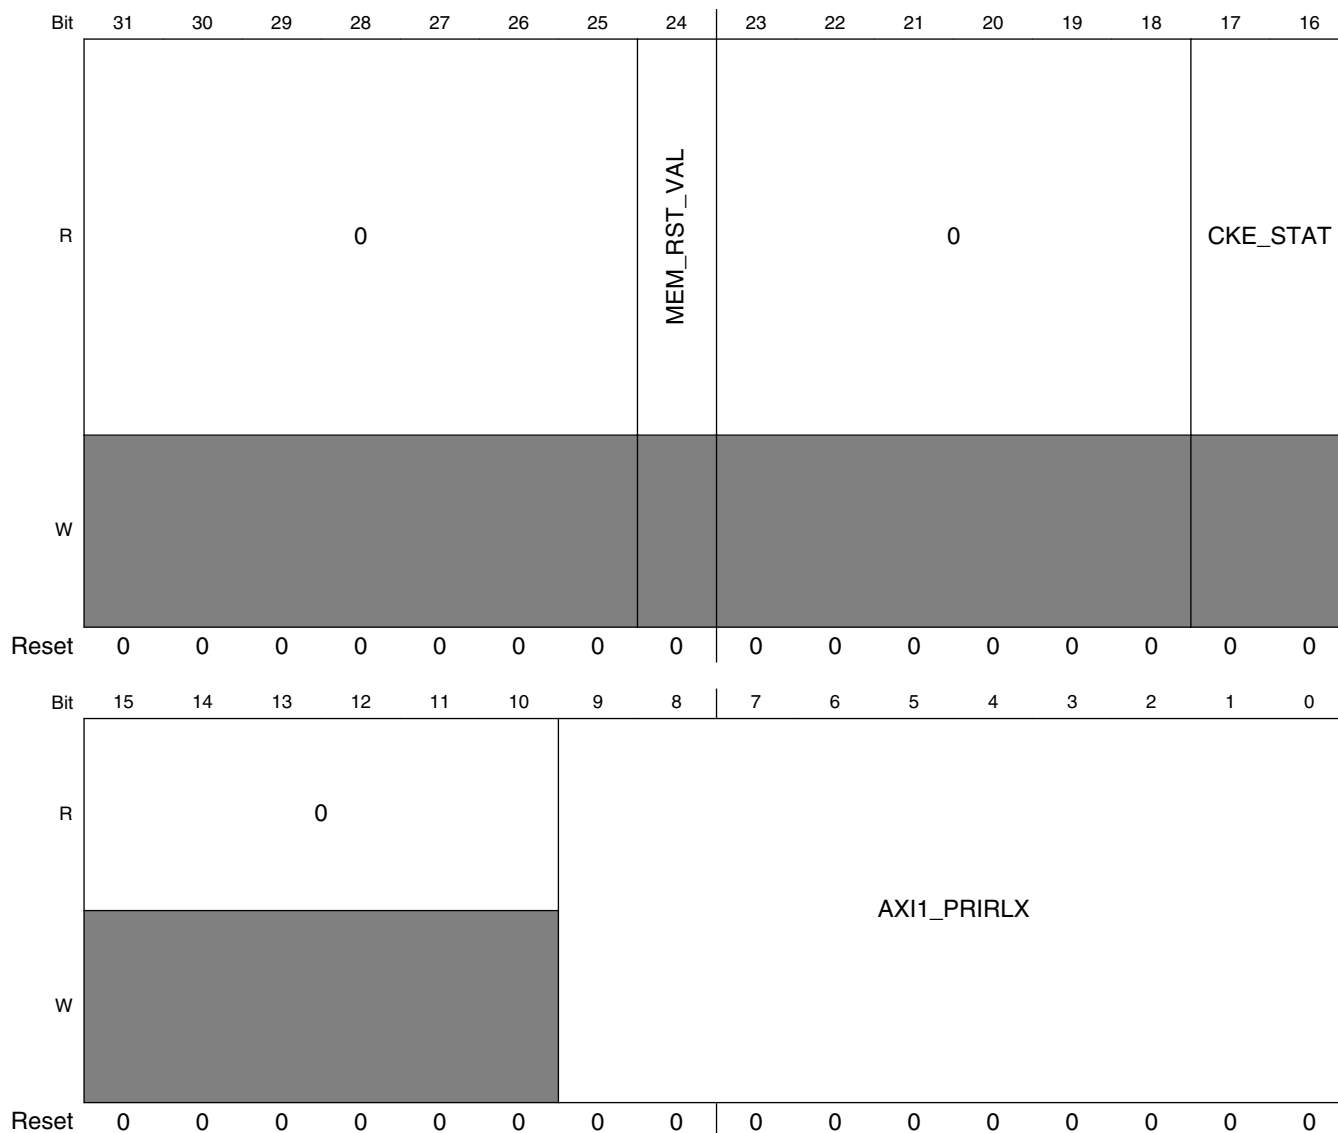 Bit 31 30 29 28 27 26 25 24 23 22 21 20 19 18 17 16
R 0 MEM_RST_VAL 0 CKE_STAT
W
Reset 0 0 0 0 0 0 0 0 0 0 0 0 0 0 0 0
Bit 15 14 13 12 11 10 9 8 7 6 5 4 3 2 1 0
R 0
AXI1_PRIRLX
W
Reset 0 0 0 0 0 0 0 0 0 0 0 0 0 0 0 0